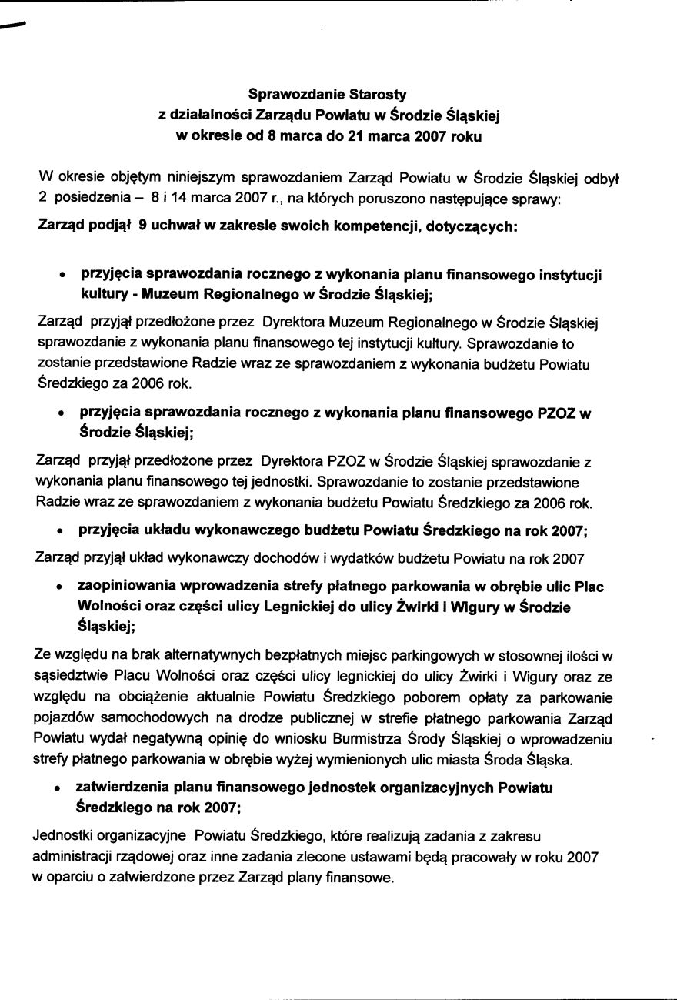 Sprawozdanie Starosty
z działalności Zarządu Powiatu w Środzie Śląskiej
w okresie od 8 marca do 21 marca 2007 roku
W okresie objętym niniejszym sprawozdaniem Zarząd Powiatu w Środzie Śląskiej odbył
2 posiedzenia – 8 i 14 marca 2007 r., na których poruszono następujące sprawy:
Zarząd podjął 9 uchwał w zakresie swoich kompetencji, dotyczących:
• przyjęcia sprawozdania rocznego z wykonania planu finansowego instytucji
kultury - Muzeum Regionalnego w Środzie Śląskiej;
Zarząd przyjął przedłożone przez Dyrektora Muzeum Regionalnego w Środzie Śląskiej
sprawozdanie z wykonania planu finansowego tej instytucji kultury. Sprawozdanie to
zostanie przedstawione Radzie wraz ze sprawozdaniem z wykonania budżetu Powiatu
Średzkiego za 2006 rok.
• przyjęcia sprawozdania rocznego z wykonania planu finansowego PZOZ w
Środzie Śląskiej;
Zarząd przyjął przedłożone przez Dyrektora PZOZ w Środzie Śląskiej sprawozdanie z
wykonania planu finansowego tej jednostki. Sprawozdanie to zostanie przedstawione
Radzie wraz ze sprawozdaniem z wykonania budżetu Powiatu Średzkiego za 2006 rok.
• przyjęcia układu wykonawczego budżetu Powiatu Średzkiego na rok 2007;
Zarząd przyjął układ wykonawczy dochodów i wydatków budżetu Powiatu na rok 2007
• zaopiniowania wprowadzenia strefy płatnego parkowania w obrębie ulic Plac
Wolności oraz części ulicy Legnickiej do ulicy Żwirki i Wigury w Środzie
Śląskiej;
Ze względu na brak alternatywnych bezpłatnych miejsc parkingowych w stosownej ilości w
sąsiedztwie Placu Wolności oraz części ulicy legnickiej do ulicy Żwirki i Wigury oraz ze
względu na obciążenie aktualnie Powiatu Średzkiego poborem opłaty za parkowanie
pojazdów samochodowych na drodze publicznej w strefie płatnego parkowania Zarząd
Powiatu wydał negatywną opinię do wniosku Burmistrza Środy Śląskiej o wprowadzeniu
strefy płatnego parkowania w obrębie wyżej wymienionych ulic miasta Środa Śląska.
• zatwierdzenia planu finansowego jednostek organizacyjnych Powiatu
Średzkiego na rok 2007;
Jednostki organizacyjne Powiatu Średzkiego, które realizują zadania z zakresu
administracji rządowej oraz inne zadania zlecone ustawami będą pracowały w roku 2007
w oparciu o zatwierdzone przez Zarząd plany finansowe.